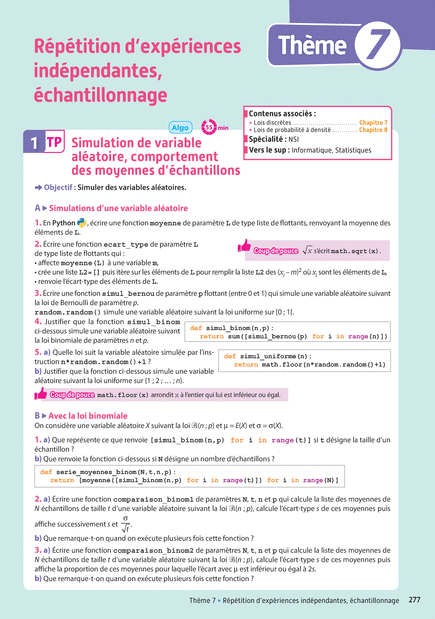 Répétition d'expériences
indépendantes,
échantillonnage
Thème 7
Contenus associés :
• Lois discrètes Chapitre 7
• Lois de probabilité à densité Chapitre 8
Spécialité : NSI
Vers le sup : Informatique, Statistiques
Algo 55 min
1 TP Simulation de variable
aléatoire, comportement
des moyennes d'échantillons
➡ Objectif : Simuler des variables aléatoires.
A ▶ Simulations d'une variable aléatoire
1. En Python, écrire une fonction moyenne de paramètre L de type liste de flottants, renvoyant la moyenne des
éléments de L.
2. Écrire une fonction ecart_type de paramètre L
de type liste de flottants qui :
Coup de pouce √x s'écrit math.sqrt(x).
• affecte moyenne(L) à une variable m,
• crée une liste L2=[] puis itère sur les éléments de L pour remplir la liste L2 des (xᵢ – m)² où xᵢ sont les éléments de L,
• renvoie l'écart-type des éléments de L.
3. Écrire une fonction simul_bernou de paramètre p flottant (entre 0 et 1) qui simule une variable aléatoire suivant
la loi de Bernoulli de paramètre p.
random.random() simule une variable aléatoire suivant la loi uniforme sur [0 ; 1[.
4. Justifier que la fonction simul_binom
ci-dessous simule une variable aléatoire suivant
la loi binomiale de paramètres n et p.
def simul_binom(n,p):
return sum([simul_bernou(p) for i in range(n)])
5. a) Quelle loi suit la variable aléatoire simulée par l'ins-
truction n*random.random()+1 ?
b) Justifier que la fonction ci-dessous simule une variable
aléatoire suivant la loi uniforme sur {1 ; 2 ; … ; n}.
def simul_uniforme(n):
return math.floor(n*random.random()+1)
Coup de pouce math.floor(x) arrondit x à l'entier qui lui est inférieur ou égal.
B ▶ Avec la loi binomiale
On considère une variable aléatoire X suivant la loi ℬ(n ; p) et μ = E(X) et σ = σ(X).
1. a) Que représente ce que renvoie [simul_binom(n,p) for i in range(t)] si t désigne la taille d'un
échantillon ?
b) Que renvoie la fonction ci-dessous si N désigne un nombre d'échantillons ?
def serie_moyennes_binom(N,t,n,p):
return [moyenne([simul_binom(n,p) for i in range(t)]) for i in range(N)]
2. a) Écrire une fonction comparaison_binom1 de paramètres N, t, n et p qui calcule la liste des moyennes de
N échantillons de taille t d'une variable aléatoire suivant la loi ℬ(n ; p), calcule l'écart-type s de ces moyennes puis
affiche successivement s et σ/√t.
b) Que remarque-t-on quand on exécute plusieurs fois cette fonction ?
3. a) Écrire une fonction comparaison_binom2 de paramètres N, t, n et p qui calcule la liste des moyennes de
N échantillons de taille t d'une variable aléatoire suivant la loi ℬ(n ; p), calcule l'écart-type s de ces moyennes puis
affiche la proportion de ces moyennes pour laquelle l'écart avec μ est inférieur ou égal à 2s.
b) Que remarque-t-on quand on exécute plusieurs fois cette fonction ?
Thème 7 • Répétition d'expériences indépendantes, échantillonnage 277